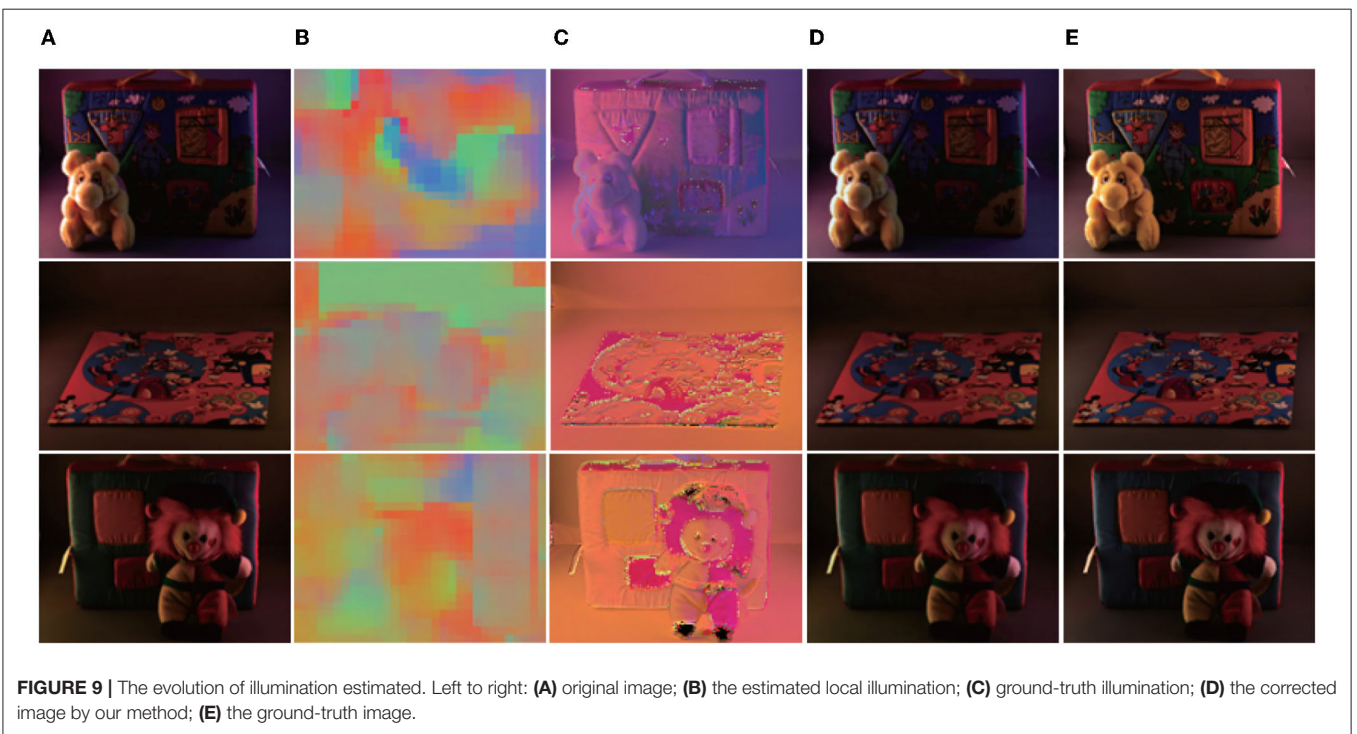 A B C D E
FIGURE 9 | The evolution of illumination estimated. Left to right: (A) original image; (B) the estimated local illumination; (C) ground-truth illumination; (D) the corrected
image by our method; (E) the ground-truth image.